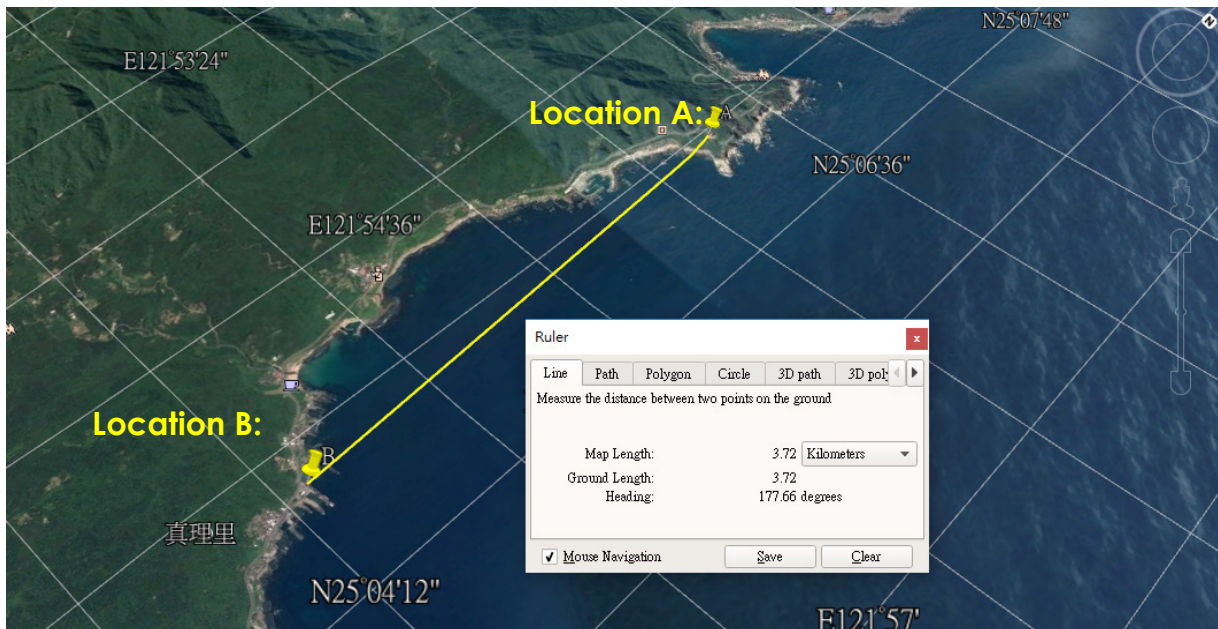 N25°07'48"
N
E121°53'24"
Location A:
A
N25°06'36"
E121°54'36"
Ruler
x
Line
Path
Polygon
Circle
3D path
3D pol
Measure the distance between two points on the ground
Map Length:
3.72
Kilometers
Ground Length:
3.72
Heading:
177.66 degrees
Mouse Navigation
Save
Clear
Location B:
B
真理里
N25°04'12"
E121°57'